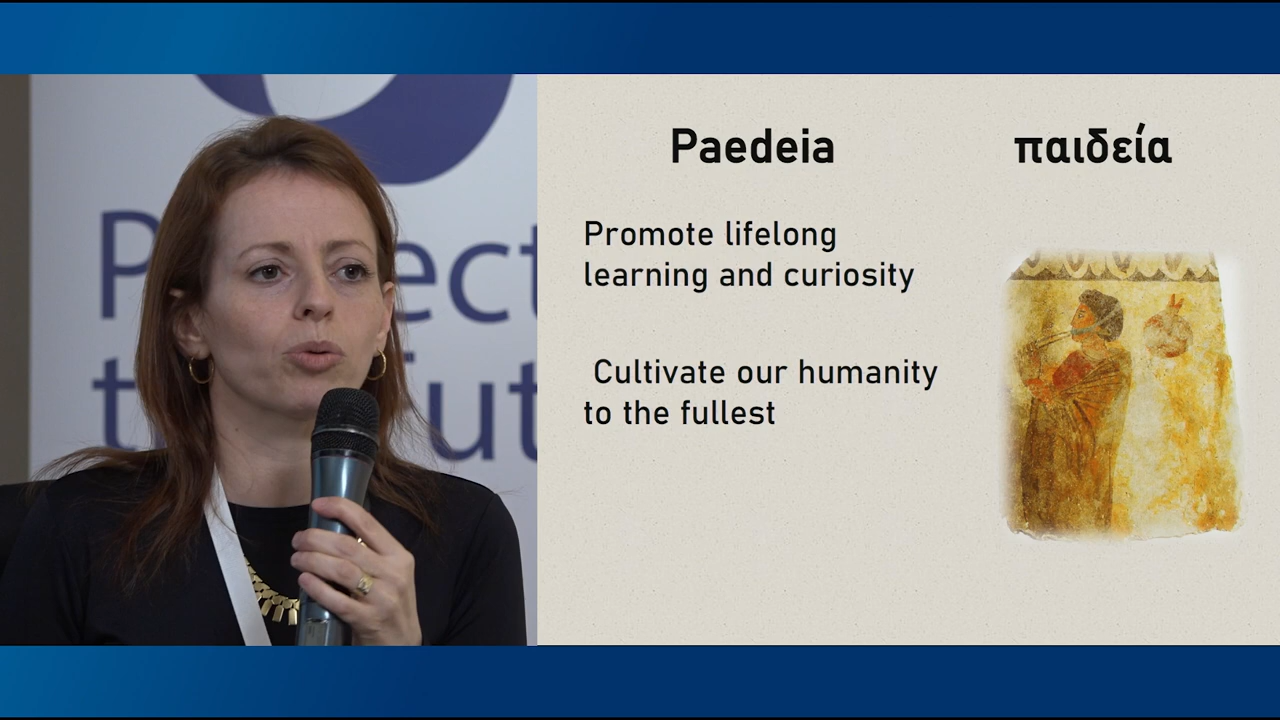 Paedeia
παιδεία
Promote lifelong
learning and curiosity
Cultivate our humanity
to the fullest